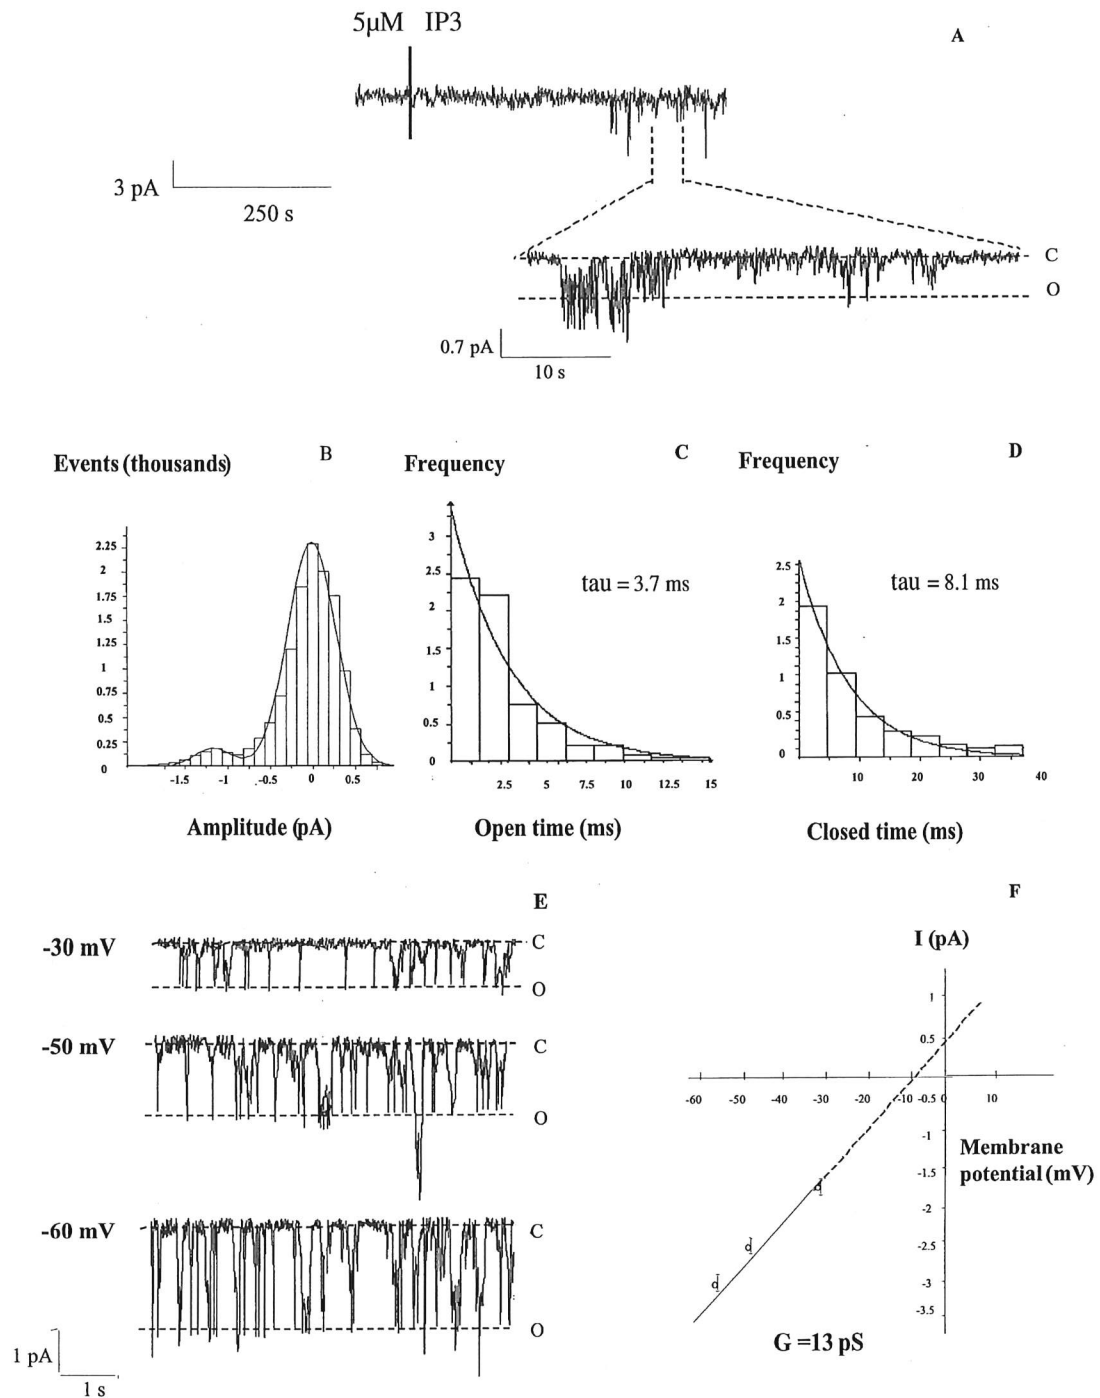 5µM IP3
A
3 pA
250 s
C
O
0.7 pA
10 s
Events (thousands)
B
2.25
2
1.75
1.5
1.25
1
0.75
0.5
0.25
0
-1.5
-1
-0.5
0
0.5
Amplitude (pA)
Frequency
C
3
2.5
2
1.5
1
0.5
0
tau = 3.7 ms
2.5
5
7.5
10
12.5
15
Open time (ms)
Frequency
D
2.5
2
1.5
1
0.5
0
tau = 8.1 ms
10
20
30
40
Closed time (ms)
E
-30 mV
C
O
-50 mV
C
O
-60 mV
C
O
1 pA
1 s
F
I (pA)
1
0.5
-60
-50
-40
-30
-20
-10
-0.5
0
10
-1
-1.5
-2
-2.5
-3
-3.5
Membrane
potential (mV)
G =13 pS